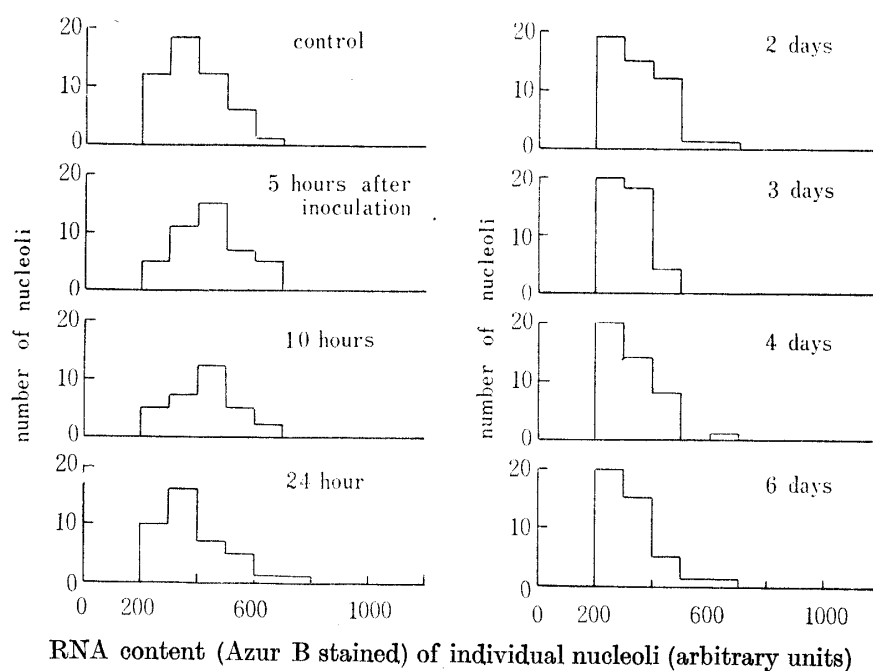 20
10
0
control
20
10
0
5 hours after
inoculation
20
10
0
10 hours
20
10
0
24 hour
0 200 600 1000
number of nucleoli
20
10
0
2 days
20
10
0
3 days
20
10
0
4 days
20
10
0
6 days
0 200 600 1000
number of nucleoli
RNA content (Azur B stained) of individual nucleoli (arbitrary units)